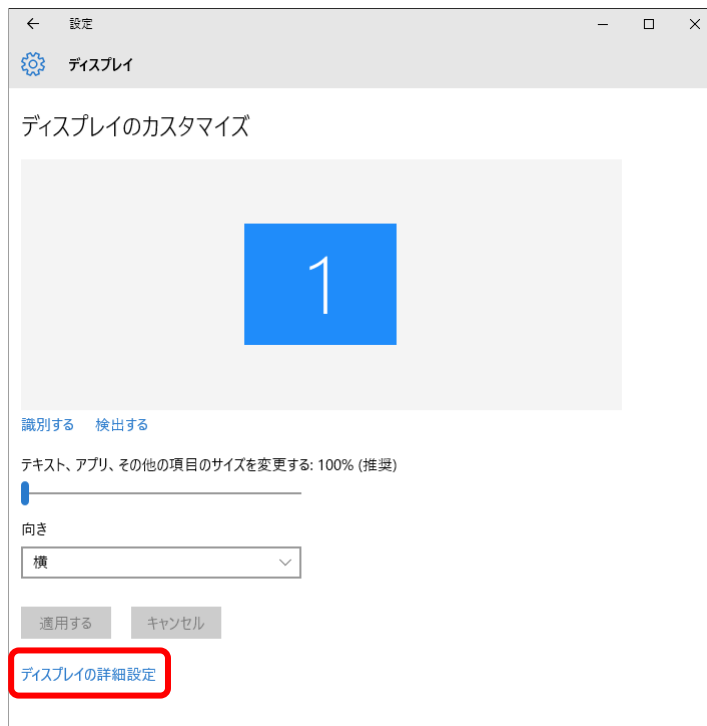 設定
ディスプレイ
ディスプレイのカスタマイズ
1
識別する 検出する
テキスト、アプリ、その他の項目のサイズを変更する: 100% (推奨)
向き
横
適用する キャンセル
ディスプレイの詳細設定